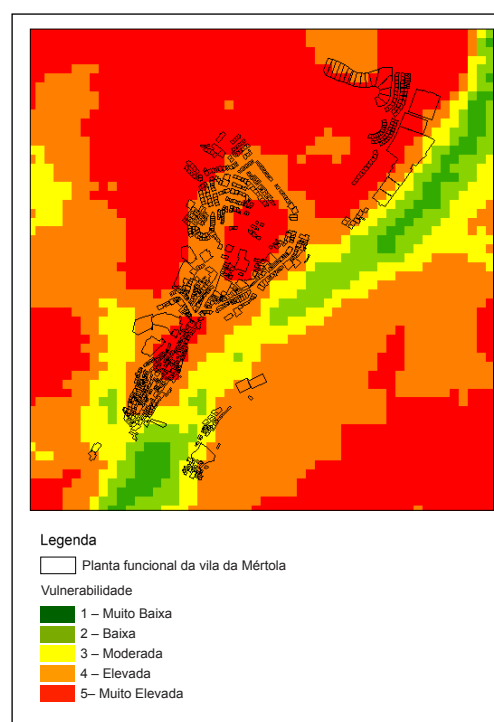 Legenda
Planta funcional da vila da Mértola
Vulnerabilidade
1 – Muito Baixa
2 – Baixa
3 – Moderada
4 – Elevada
5– Muito Elevada